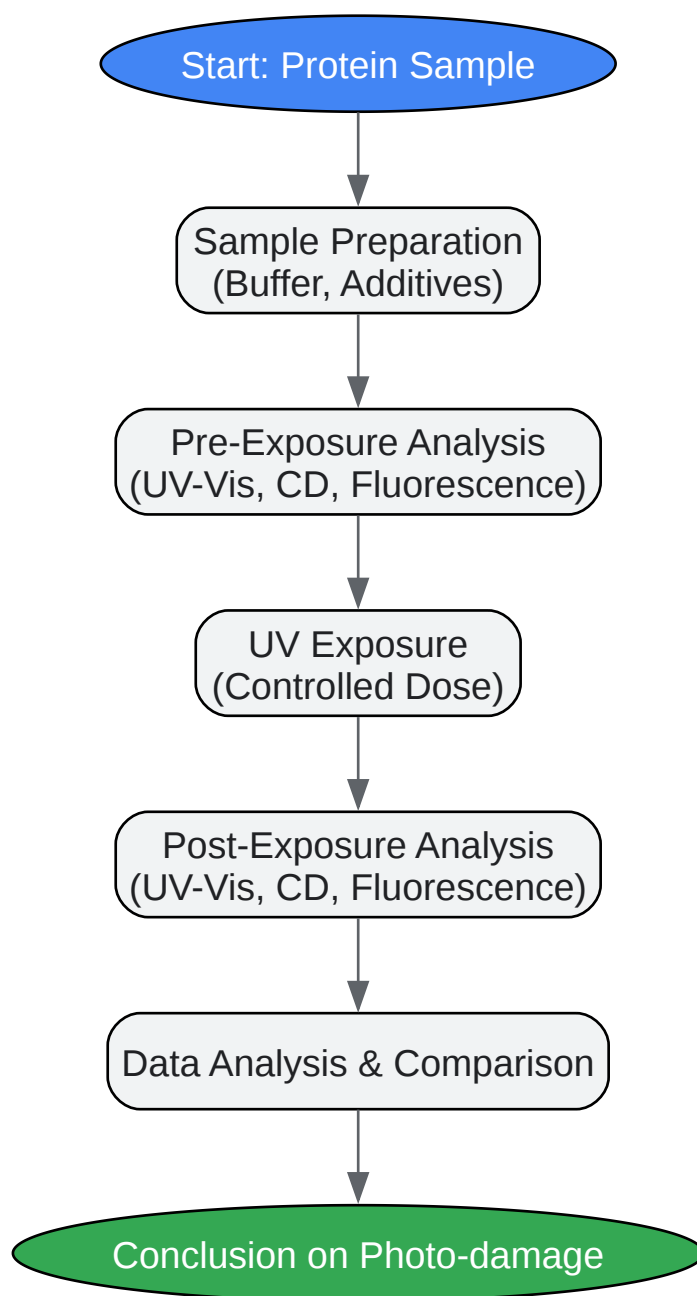 Start: Protein Sample
Sample Preparation
(Buffer, Additives)
Pre-Exposure Analysis
(UV-Vis, CD, Fluorescence)
UV Exposure
(Controlled Dose)
Post-Exposure Analysis
(UV-Vis, CD, Fluorescence)
Data Analysis & Comparison
Conclusion on Photo-damage